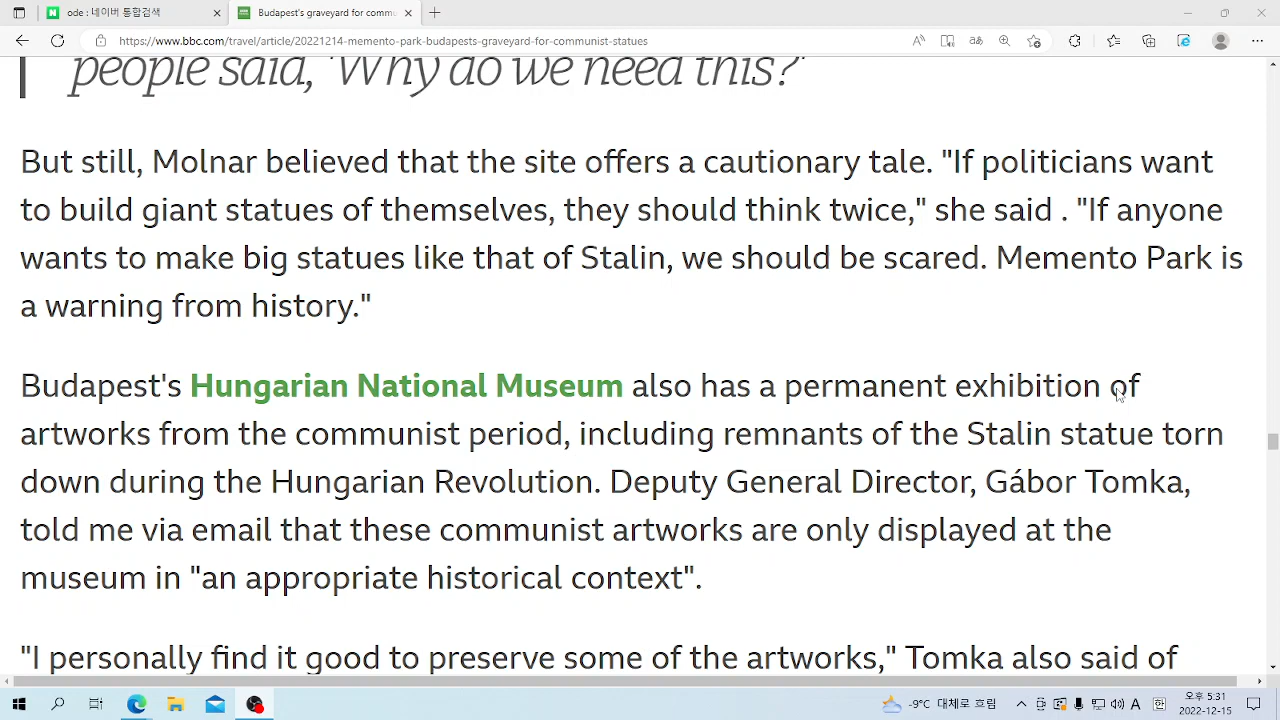 ode : 네이버 통합검색
Budapest's graveyard for commu
https://www.bbc.com/travel/article/20221214-memento-park-budapests-graveyard-for-communist-statues
people said, 'Why do we need this?'
But still, Molnar believed that the site offers a cautionary tale. "If politicians want
to build giant statues of themselves, they should think twice," she said . "If anyone
wants to make big statues like that of Stalin, we should be scared. Memento Park is
a warning from history."
Budapest's Hungarian National Museum also has a permanent exhibition of
artworks from the communist period, including remnants of the Stalin statue torn
down during the Hungarian Revolution. Deputy General Director, Gábor Tomka,
told me via email that these communist artworks are only displayed at the
museum in "an appropriate historical context".
"I personally find it good to preserve some of the artworks," Tomka also said of
-9°C 대체로 흐림
A
오후 5:31
2022-12-15